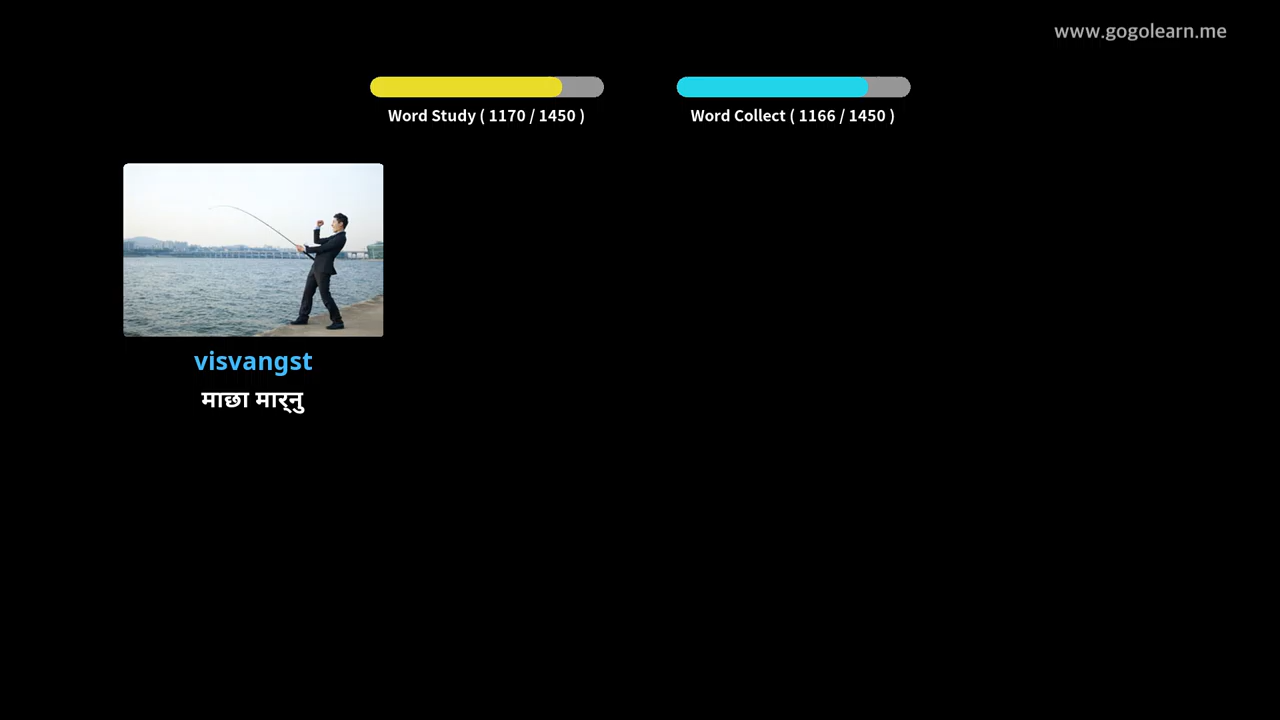 www.gogolearn.me
Word Study ( 1170 / 1450 )
Word Collect ( 1166 / 1450 )
visvangst
माछा मार्नु